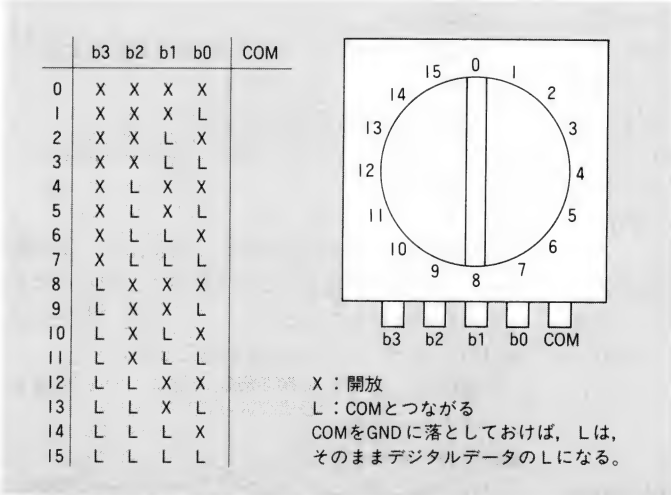 b3 b2 b1 b0 COM
0 X X X X
1 X X X L
2 X X L X
3 X X L L
4 X L X X
5 X L X L
6 X L L X
7 X L L L
8 L X X X
9 L X X L
10 L X L X
11 L X L L
12 L L X X
13 L L X L
14 L L L X
15 L L L L
0
1
2
3
4
5
6
7
8
9
10
11
12
13
14
15
b3 b2 b1 b0 COM
X：開放
L：COMとつながる
COMをGNDに落としておけば，Lは，
そのままデジタルデータのLになる。